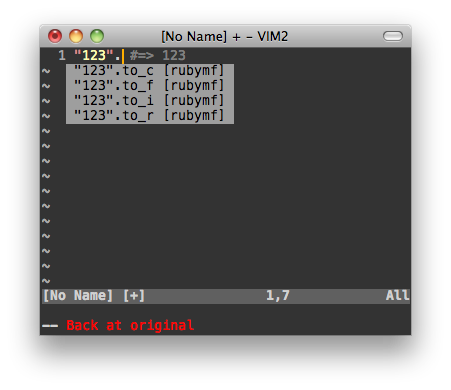 [No Name] + - VIM2
1 "123". #=> 123
~ "123".to_c [rubymf]
~ "123".to_f [rubymf]
~ "123".to_i [rubymf]
~ "123".to_r [rubymf]
~
~
~
~
~
~
~
~
~
~
~
[No Name] [+] 1,7 All
-- Back at original